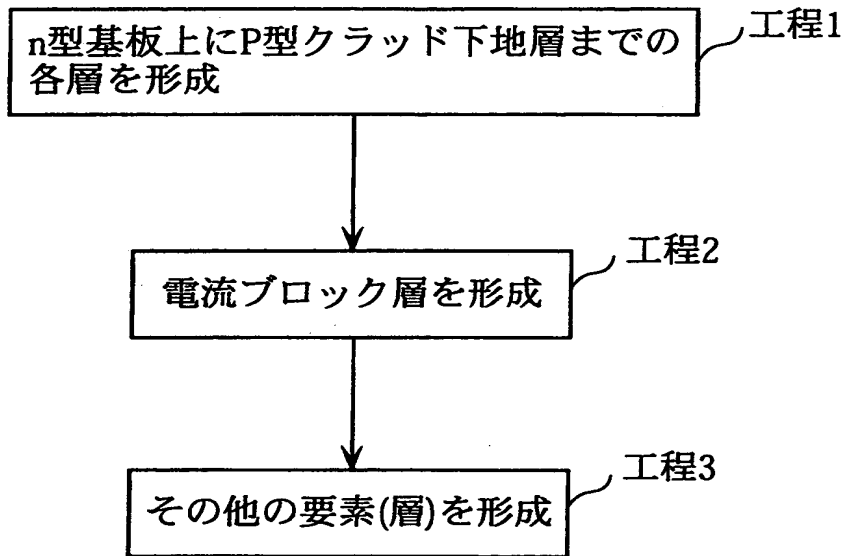 工程1
n型基板上にP型クラッド下地層までの
各層を形成
工程2
電流ブロック層を形成
工程3
その他の要素(層)を形成